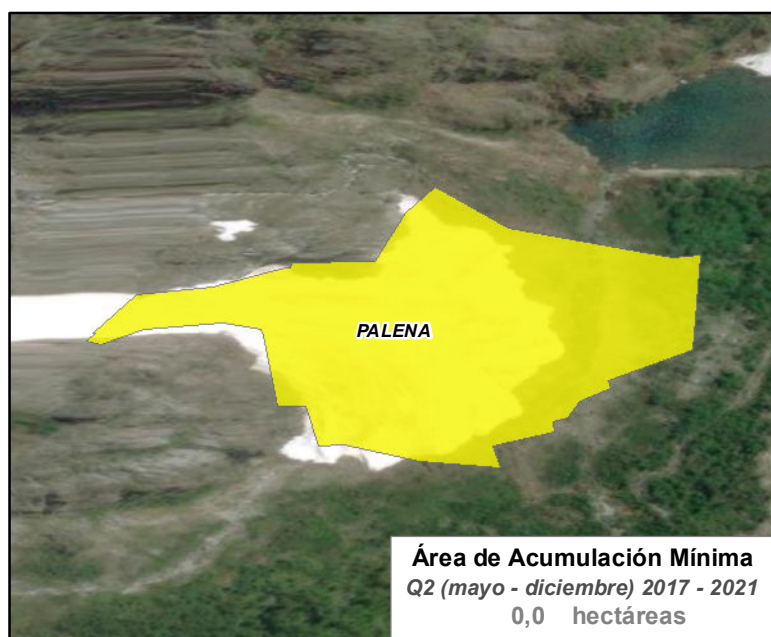 PALENA
Área de Acumulación Mínima
Q2 (mayo - diciembre) 2017 - 2021
0,0 hectáreas